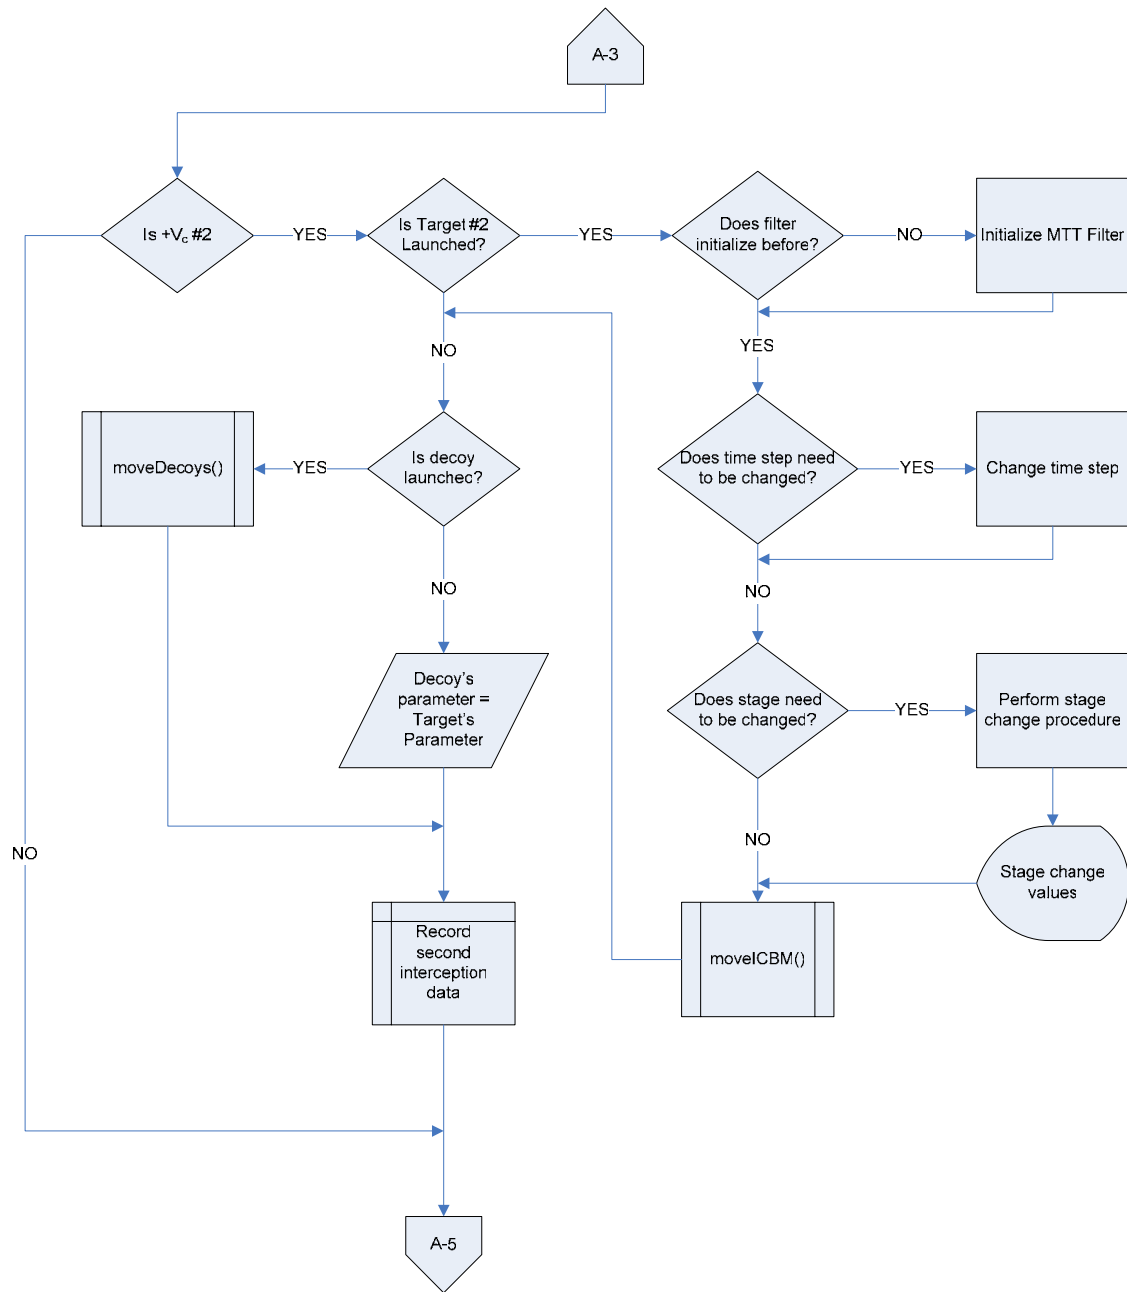 A-3
Is +Vc #2
YES
Is Target #2
Launched?
YES
Does filter
initialize before?
NO
Initialize MTT Filter
NO
YES
moveDecoys()
YES
Is decoy
launched?
Does time step need
to be changed?
YES
Change time step
NO
NO
Decoy's
parameter =
Target's
Parameter
Does stage need
to be changed?
YES
Perform stage
change procedure
NO
NO
Stage change
values
Record
second
interception
data
moveICBM()
A-5